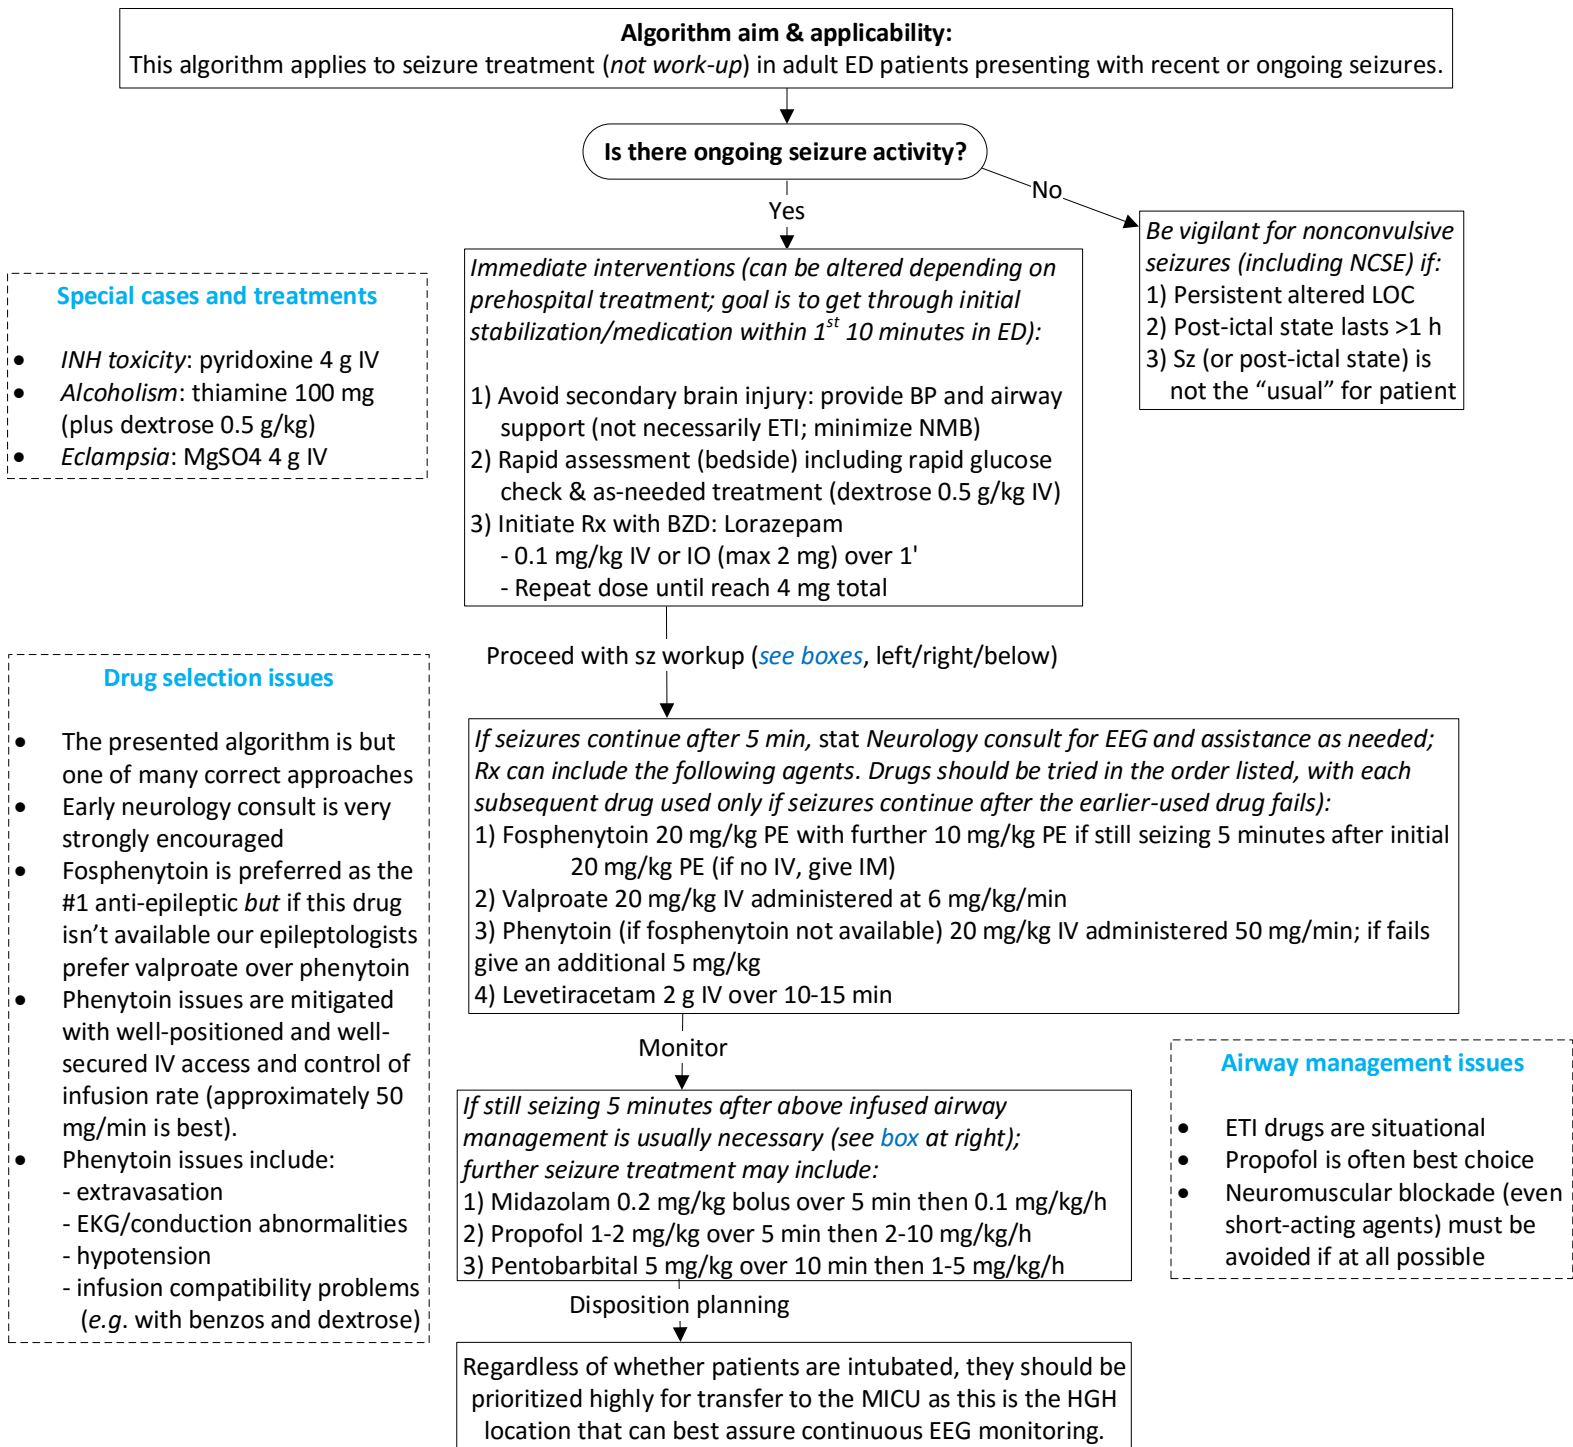 Algorithm aim & applicability:
This algorithm applies to seizure treatment (not work-up) in adult ED patients presenting with recent or ongoing seizures.
Is there ongoing seizure activity?
No
Yes
Be vigilant for nonconvulsive
seizures (including NCSE) if:
1) Persistent altered LOC
2) Post-ictal state lasts >1 h
3) Sz (or post-ictal state) is
not the “usual” for patient
Immediate interventions (can be altered depending on
prehospital treatment; goal is to get through initial
stabilization/medication within 1st 10 minutes in ED):
1) Avoid secondary brain injury: provide BP and airway
support (not necessarily ETI; minimize NMB)
2) Rapid assessment (bedside) including rapid glucose
check & as-needed treatment (dextrose 0.5 g/kg IV)
3) Initiate Rx with BZD: Lorazepam
- 0.1 mg/kg IV or IO (max 2 mg) over 1'
- Repeat dose until reach 4 mg total
Special cases and treatments
• INH toxicity: pyridoxine 4 g IV
• Alcoholism: thiamine 100 mg
(plus dextrose 0.5 g/kg)
• Eclampsia: MgSO4 4 g IV
Proceed with sz workup (see boxes, left/right/below)
Drug selection issues
• The presented algorithm is but
one of many correct approaches
• Early neurology consult is very
strongly encouraged
• Fosphenytoin is preferred as the
#1 anti-epileptic but if this drug
isn’t available our epileptologists
prefer valproate over phenytoin
• Phenytoin issues are mitigated
with well-positioned and well-
secured IV access and control of
infusion rate (approximately 50
mg/min is best).
• Phenytoin issues include:
- extravasation
- EKG/conduction abnormalities
- hypotension
- infusion compatibility problems
(e.g. with benzos and dextrose)
If seizures continue after 5 min, stat Neurology consult for EEG and assistance as needed;
Rx can include the following agents. Drugs should be tried in the order listed, with each
subsequent drug used only if seizures continue after the earlier-used drug fails):
1) Fosphenytoin 20 mg/kg PE with further 10 mg/kg PE if still seizing 5 minutes after initial
20 mg/kg PE (if no IV, give IM)
2) Valproate 20 mg/kg IV administered at 6 mg/kg/min
3) Phenytoin (if fosphenytoin not available) 20 mg/kg IV administered 50 mg/min; if fails
give an additional 5 mg/kg
4) Levetiracetam 2 g IV over 10-15 min
Monitor
If still seizing 5 minutes after above infused airway
management is usually necessary (see box at right);
further seizure treatment may include:
1) Midazolam 0.2 mg/kg bolus over 5 min then 0.1 mg/kg/h
2) Propofol 1-2 mg/kg over 5 min then 2-10 mg/kg/h
3) Pentobarbital 5 mg/kg over 10 min then 1-5 mg/kg/h
Airway management issues
• ETI drugs are situational
• Propofol is often best choice
• Neuromuscular blockade (even
short-acting agents) must be
avoided if at all possible
Disposition planning
Regardless of whether patients are intubated, they should be
prioritized highly for transfer to the MICU as this is the HGH
location that can best assure continuous EEG monitoring.